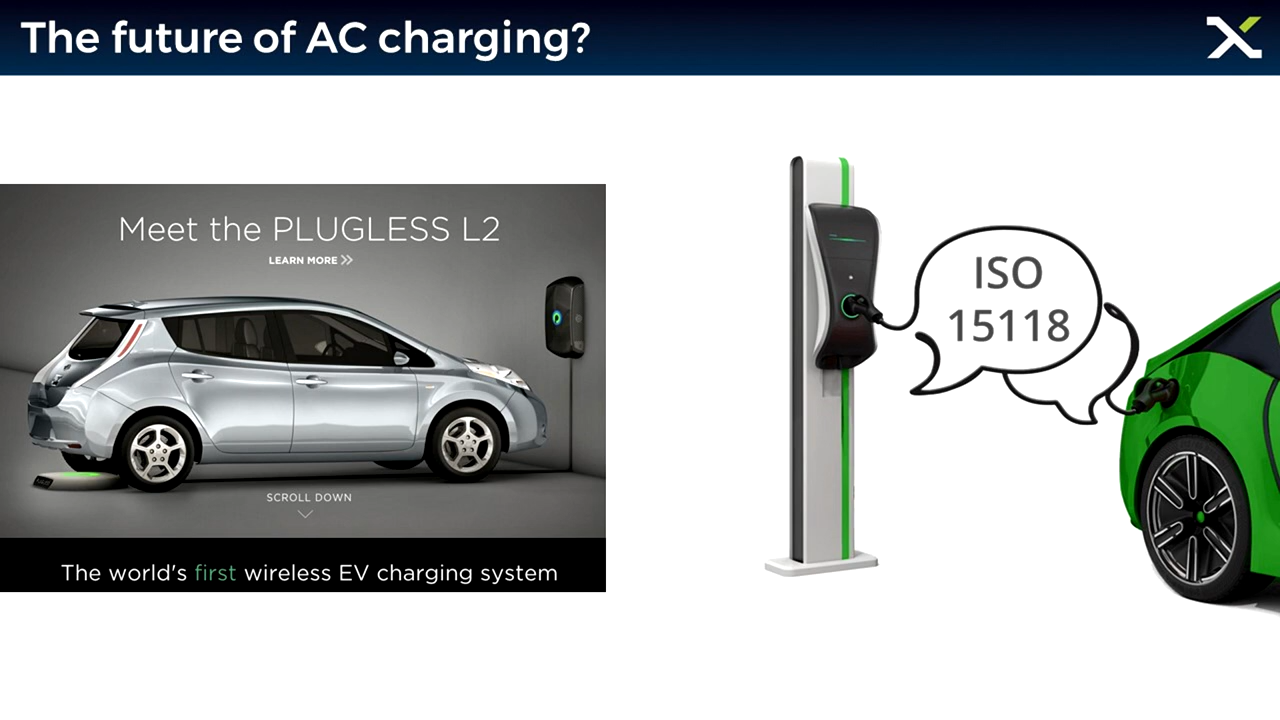 The future of AC charging?
Meet the PLUGLESS L2
LEARN MORE >>
SCROLL DOWN
The world's first wireless EV charging system
ISO
15118